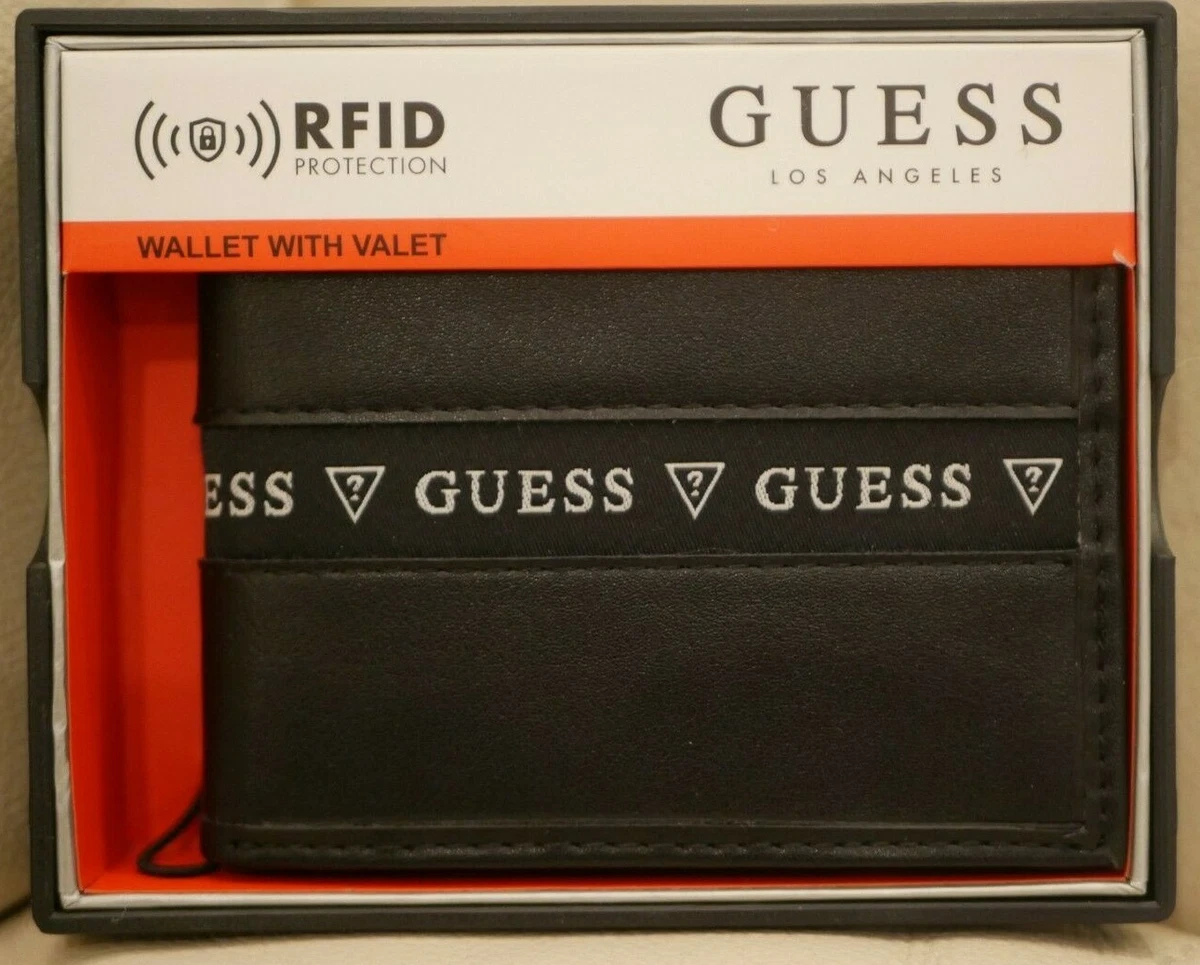 RFID
PROTECTION
GUESS
LOS ANGELES
WALLET WITH VALET
ESS ? GUESS ? GUESS ?